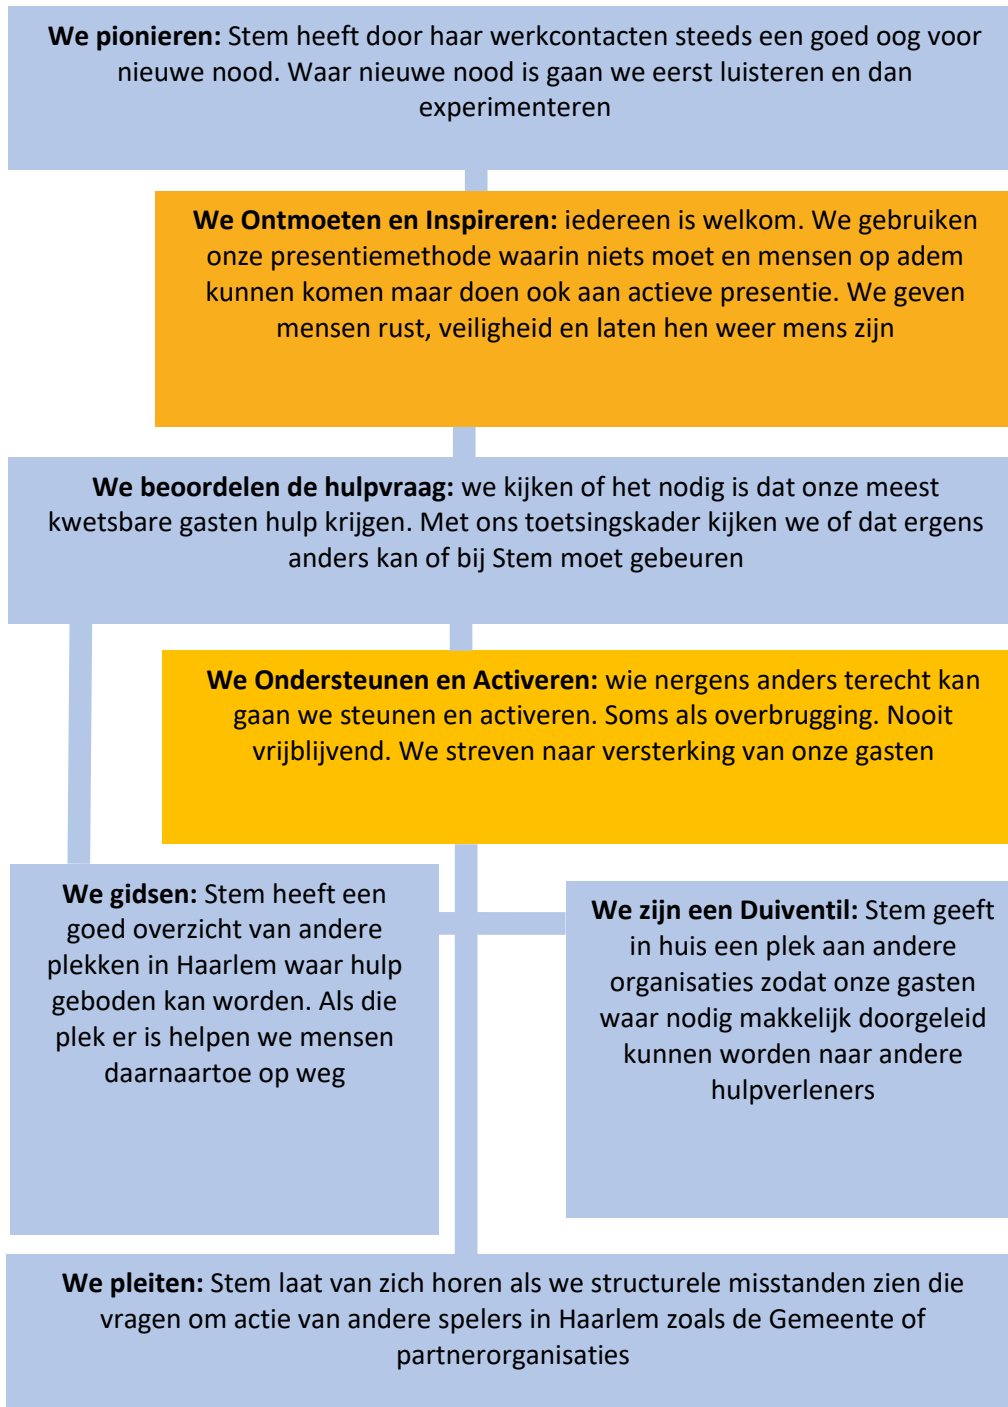 We pionieren: Stem heeft door haar werkcontacten steeds een goed oog voor
nieuwe nood. Waar nieuwe nood is gaan we eerst luisteren en dan
experimenteren
We Ontmoeten en Inspireren: iedereen is welkom. We gebruiken
onze presentiemethode waarin niets moet en mensen op adem
kunnen komen maar doen ook aan actieve presentie. We geven
mensen rust, veiligheid en laten hen weer mens zijn
We beoordelen de hulpvraag: we kijken of het nodig is dat onze meest
kwetsbare gasten hulp krijgen. Met ons toetsingskader kijken we of dat ergens
anders kan of bij Stem moet gebeuren
We Ondersteunen en Activeren: wie nergens anders terecht kan
gaan we steunen en activeren. Soms als overbrugging. Nooit
vrijblijvend. We streven naar versterking van onze gasten
We gidsen: Stem heeft een
goed overzicht van andere
plekken in Haarlem waar hulp
geboden kan worden. Als die
plek er is helpen we mensen
daarnaartoe op weg
We zijn een Duiventil: Stem geeft
in huis een plek aan andere
organisaties zodat onze gasten
waar nodig makkelijk doorgeleid
kunnen worden naar andere
hulpverleners
We pleiten: Stem laat van zich horen als we structurele misstanden zien die
vragen om actie van andere spelers in Haarlem zoals de Gemeente of
partnerorganisaties